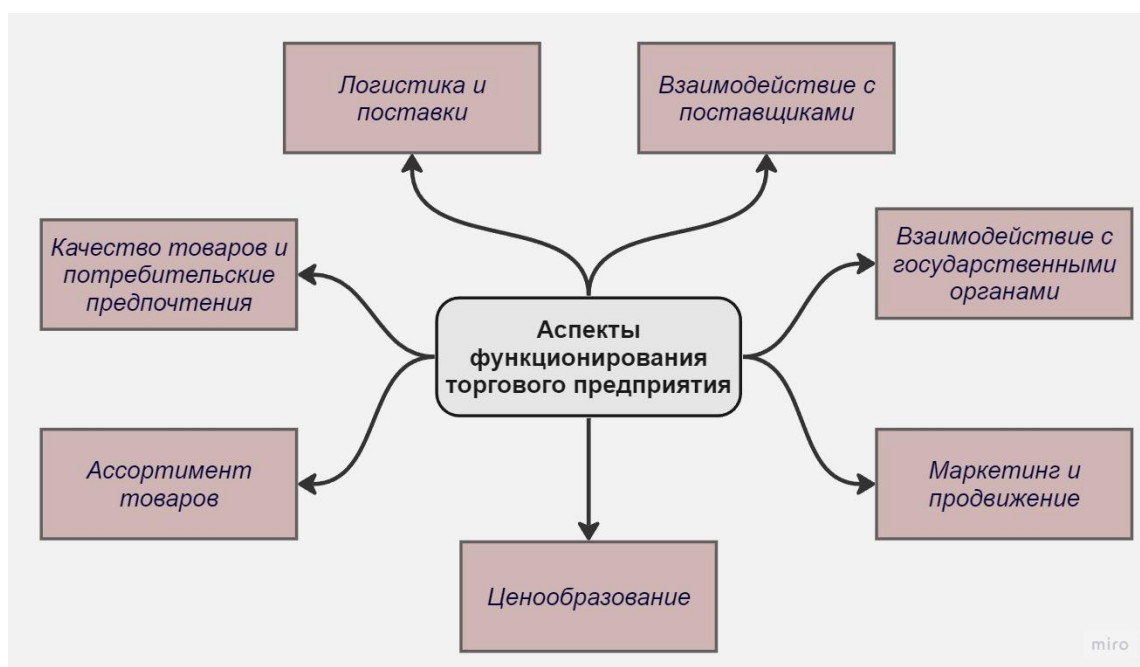 Логистика и
поставки
Взаимодействие с
поставщиками
Качество товаров и
потребительские
предпочтения
Взаимодействие с
государственными
органами
Аспекты
функционирования
торгового предприятия
Ассортимент
товаров
Маркетинг и
продвижение
Ценообразование
miro